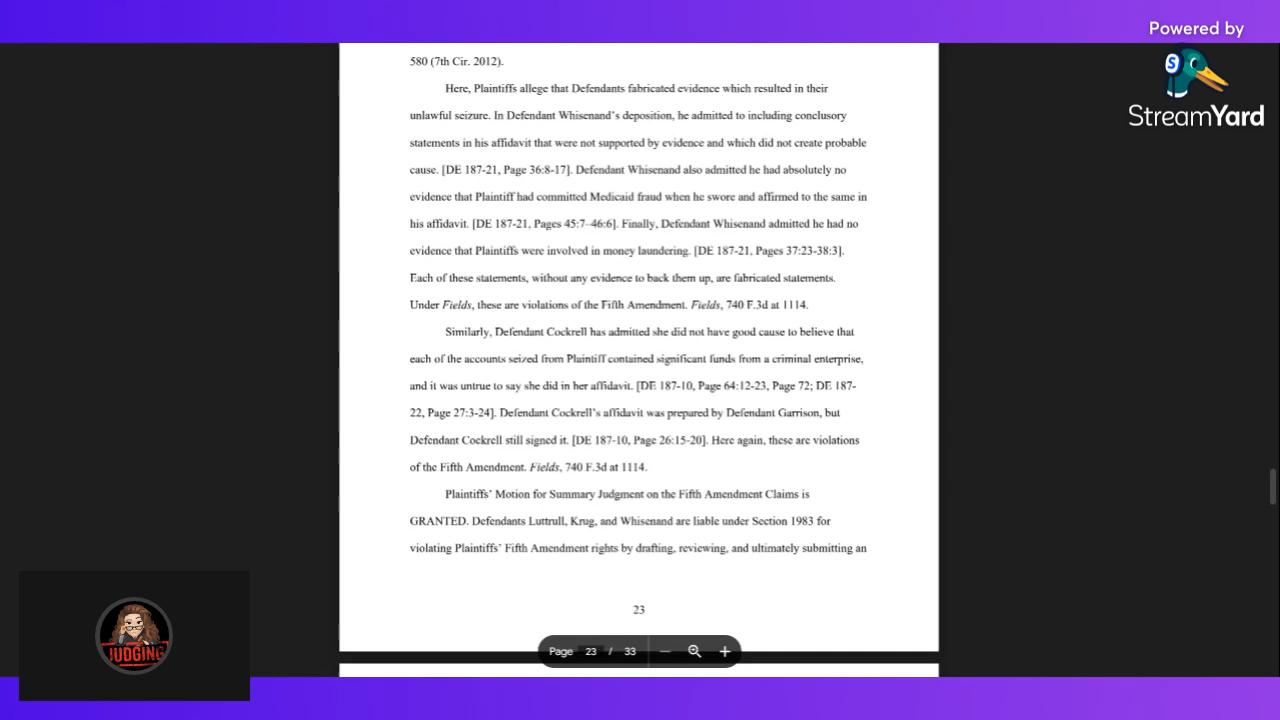 Powered by
S
StreamYard
580 (7th Cir. 2012).
Here, Plaintiffs allege that Defendants fabricated evidence which resulted in their
unlawful seizure. In Defendant Whisenand's deposition, he admitted to including conclusory
statements in his affidavit that were not supported by evidence and which did not create probable
cause. [DE 187-21, Page 36:8-17]. Defendant Whisenand also admitted he had absolutely no
evidence that Plaintiff had committed Medicaid fraud when he swore and affirmed to the same in
his affidavit. [DE 187-21, Pages 45:7–46:6]. Finally, Defendant Whisenand admitted he had no
evidence that Plaintiffs were involved in money laundering. [DE 187-21, Pages 37:23-38:3].
Each of these statements, without any evidence to back them up, are fabricated statements.
Under Fields, these are violations of the Fifth Amendment. Fields, 740 F.3d at 1114.
Similarly, Defendant Cockrell has admitted she did not have good cause to believe that
each of the accounts seized from Plaintiff contained significant funds from a criminal enterprise,
and it was untrue to say she did in her affidavit. [DE 187-10, Page 64:12-23, Page 72; DE 187-
22, Page 27:3-24]. Defendant Cockrell's affidavit was prepared by Defendant Garrison, but
Defendant Cockrell still signed it. [DE 187-10, Page 26:15-20]. Here again, these are violations
of the Fifth Amendment. Fields, 740 F.3d at 1114.
Plaintiffs' Motion for Summary Judgment on the Fifth Amendment Claims is
GRANTED. Defendants Luttrull, Krug, and Whisenand are liable under Section 1983 for
violating Plaintiffs' Fifth Amendment rights by drafting, reviewing, and ultimately submitting an
23
Page 23 / 33
JUDGING